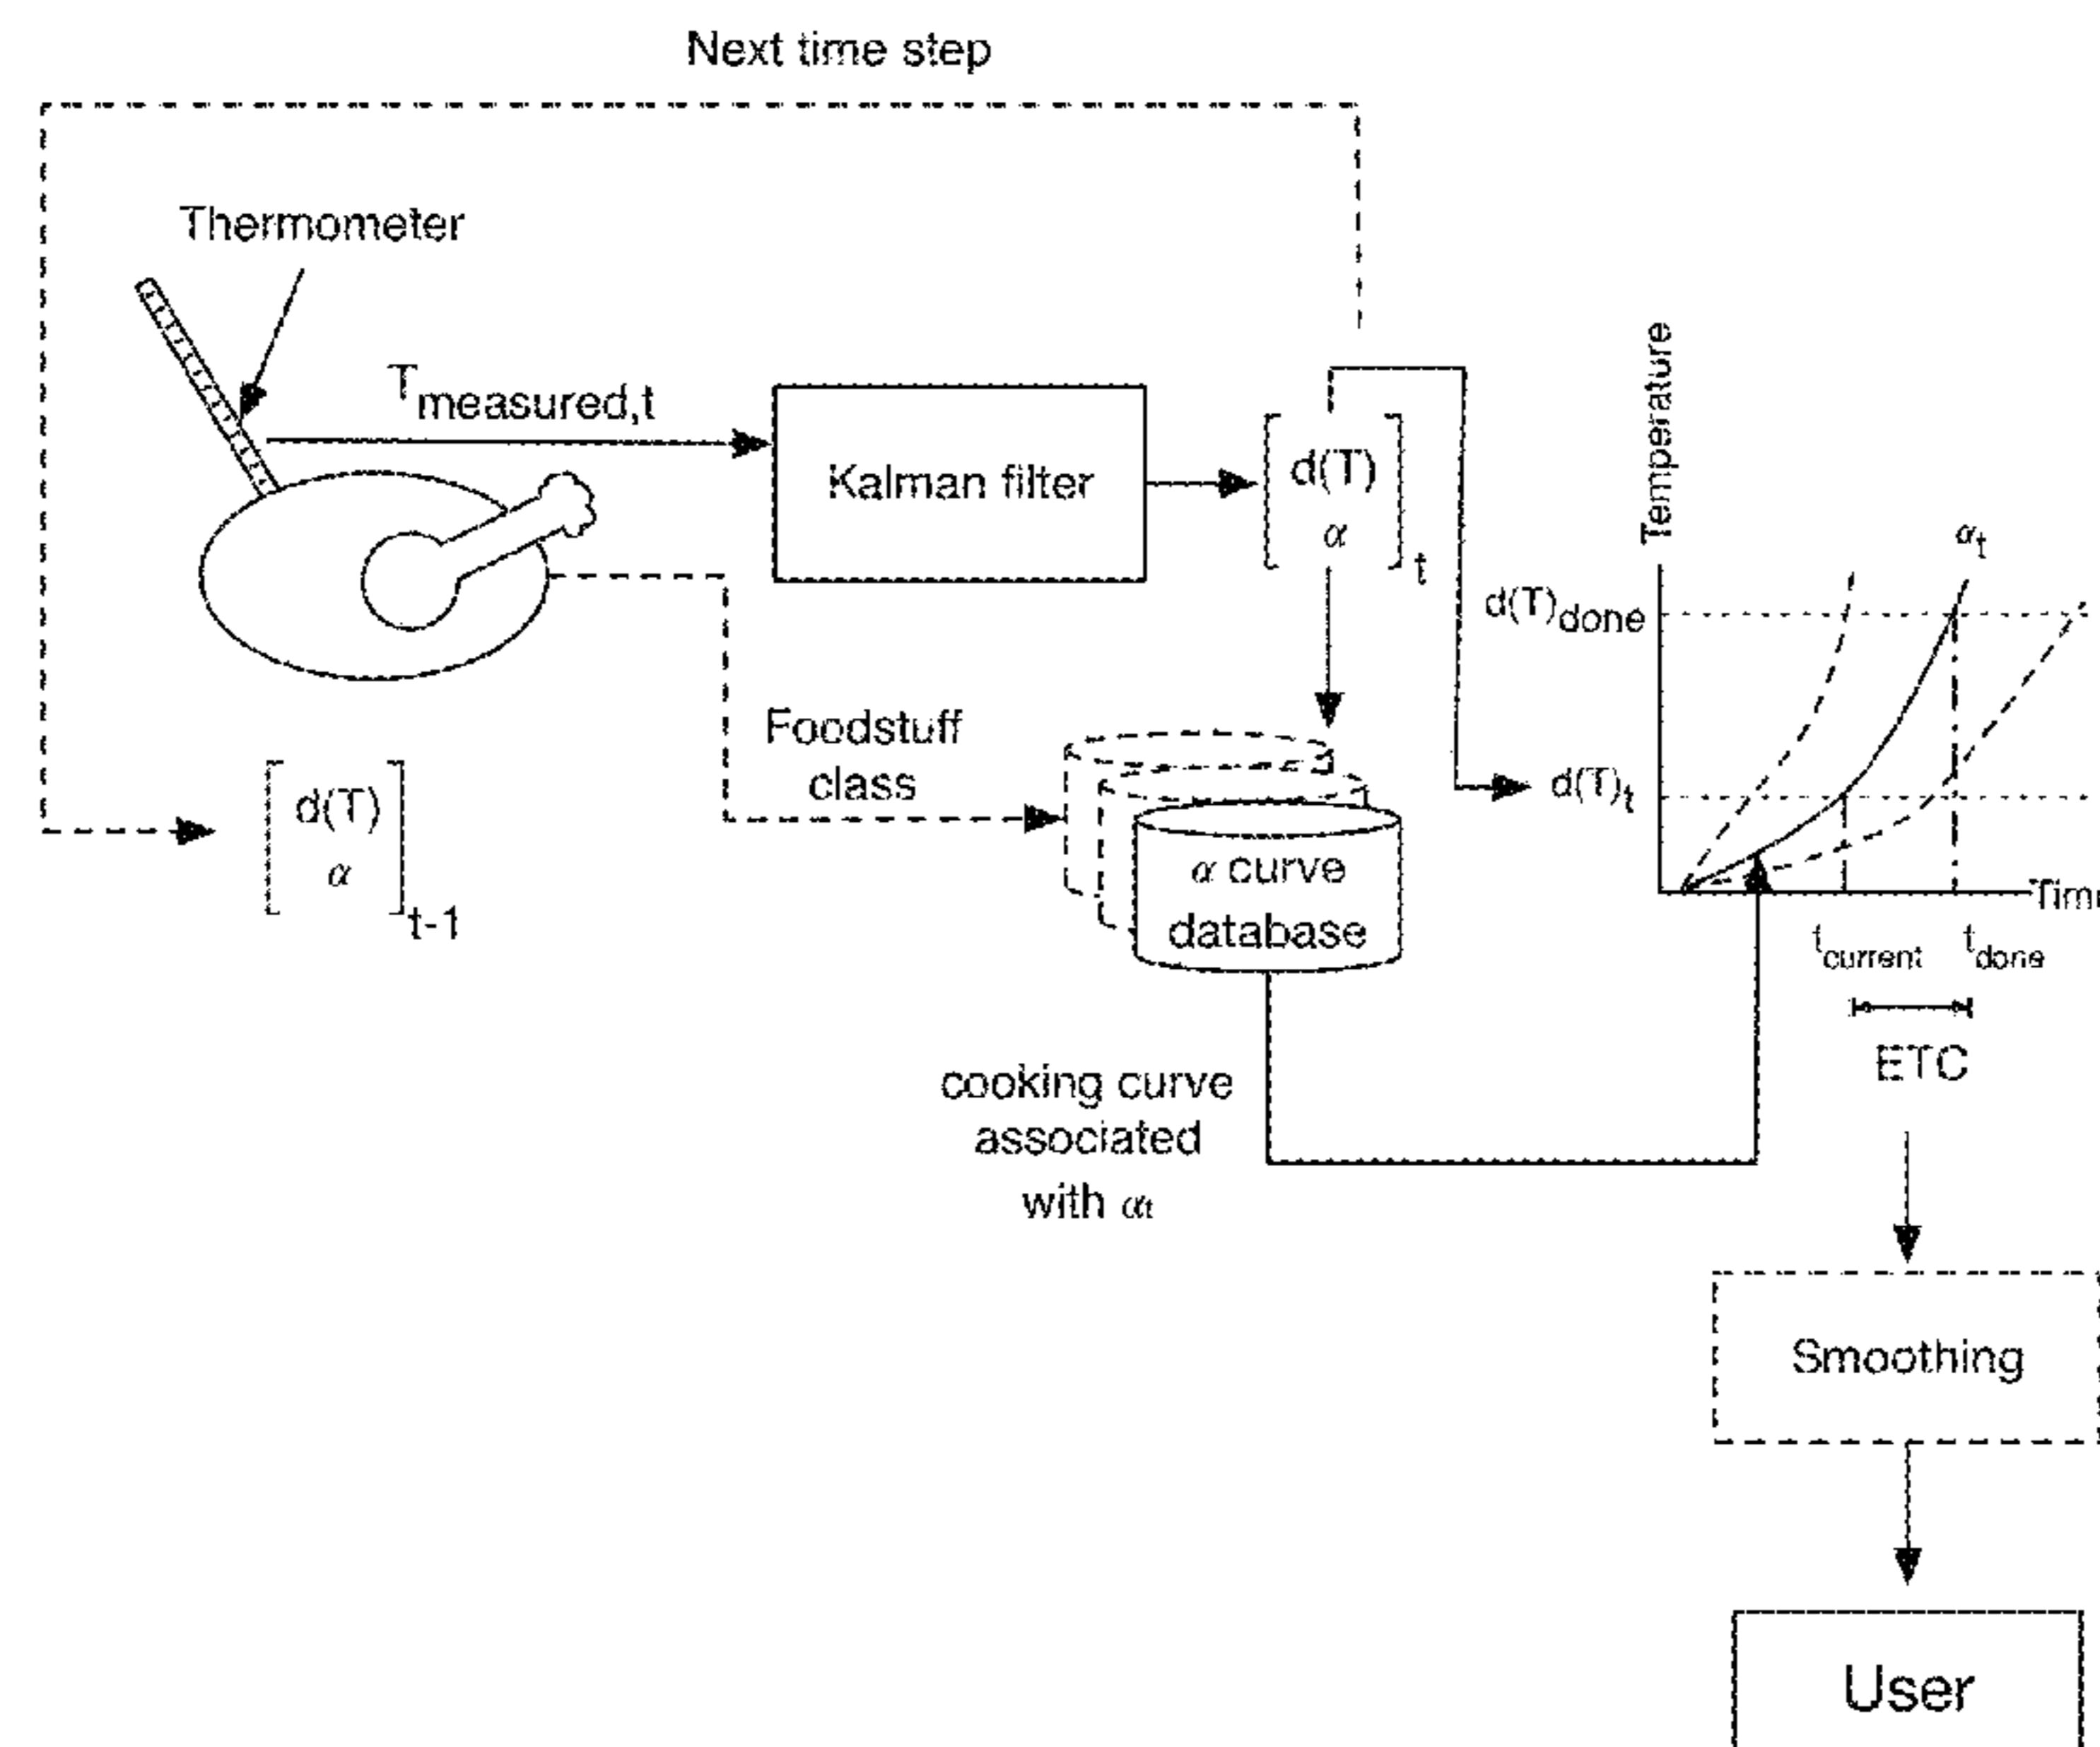 Next time step
Thermometer
Tmeasured,t
Kalman filter
d(T)
α
t
Temperature
αt
d(T)done
d(T)t
Foodstuff
class
d(T)
α
t-1
α curve
database
tcurrent
tdone
ETC
cooking curve
associated
with αt
Smoothing
User